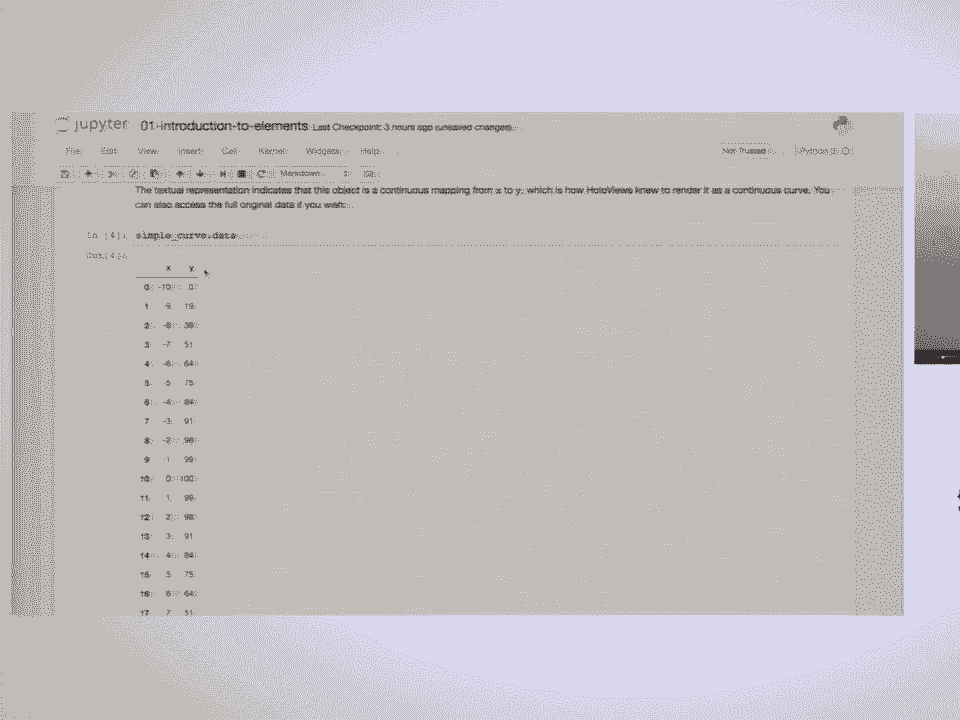 jupyter 01-introduction-to-elements Last Checkpoint: 3 hours ago (unsaved changes)
File Edit View Insert Cell Kernel Widgets Help Not Trusted Python 3
Markdown
The textual representation indicates that this object is a continuous mapping from x to y, which is how HoloViews knew to render it as a continuous curve. You
can also access the full original data if you wish:
In [4]: simple_curve.data
Out[4]:
x y
0 -10 0
1 -9 19
2 -8 36
3 -7 51
4 -6 64
5 -5 75
6 -4 84
7 -3 91
8 -2 96
9 -1 99
10 0 100
11 1 99
12 2 96
13 3 91
14 4 84
15 5 75
16 6 64
17 7 51